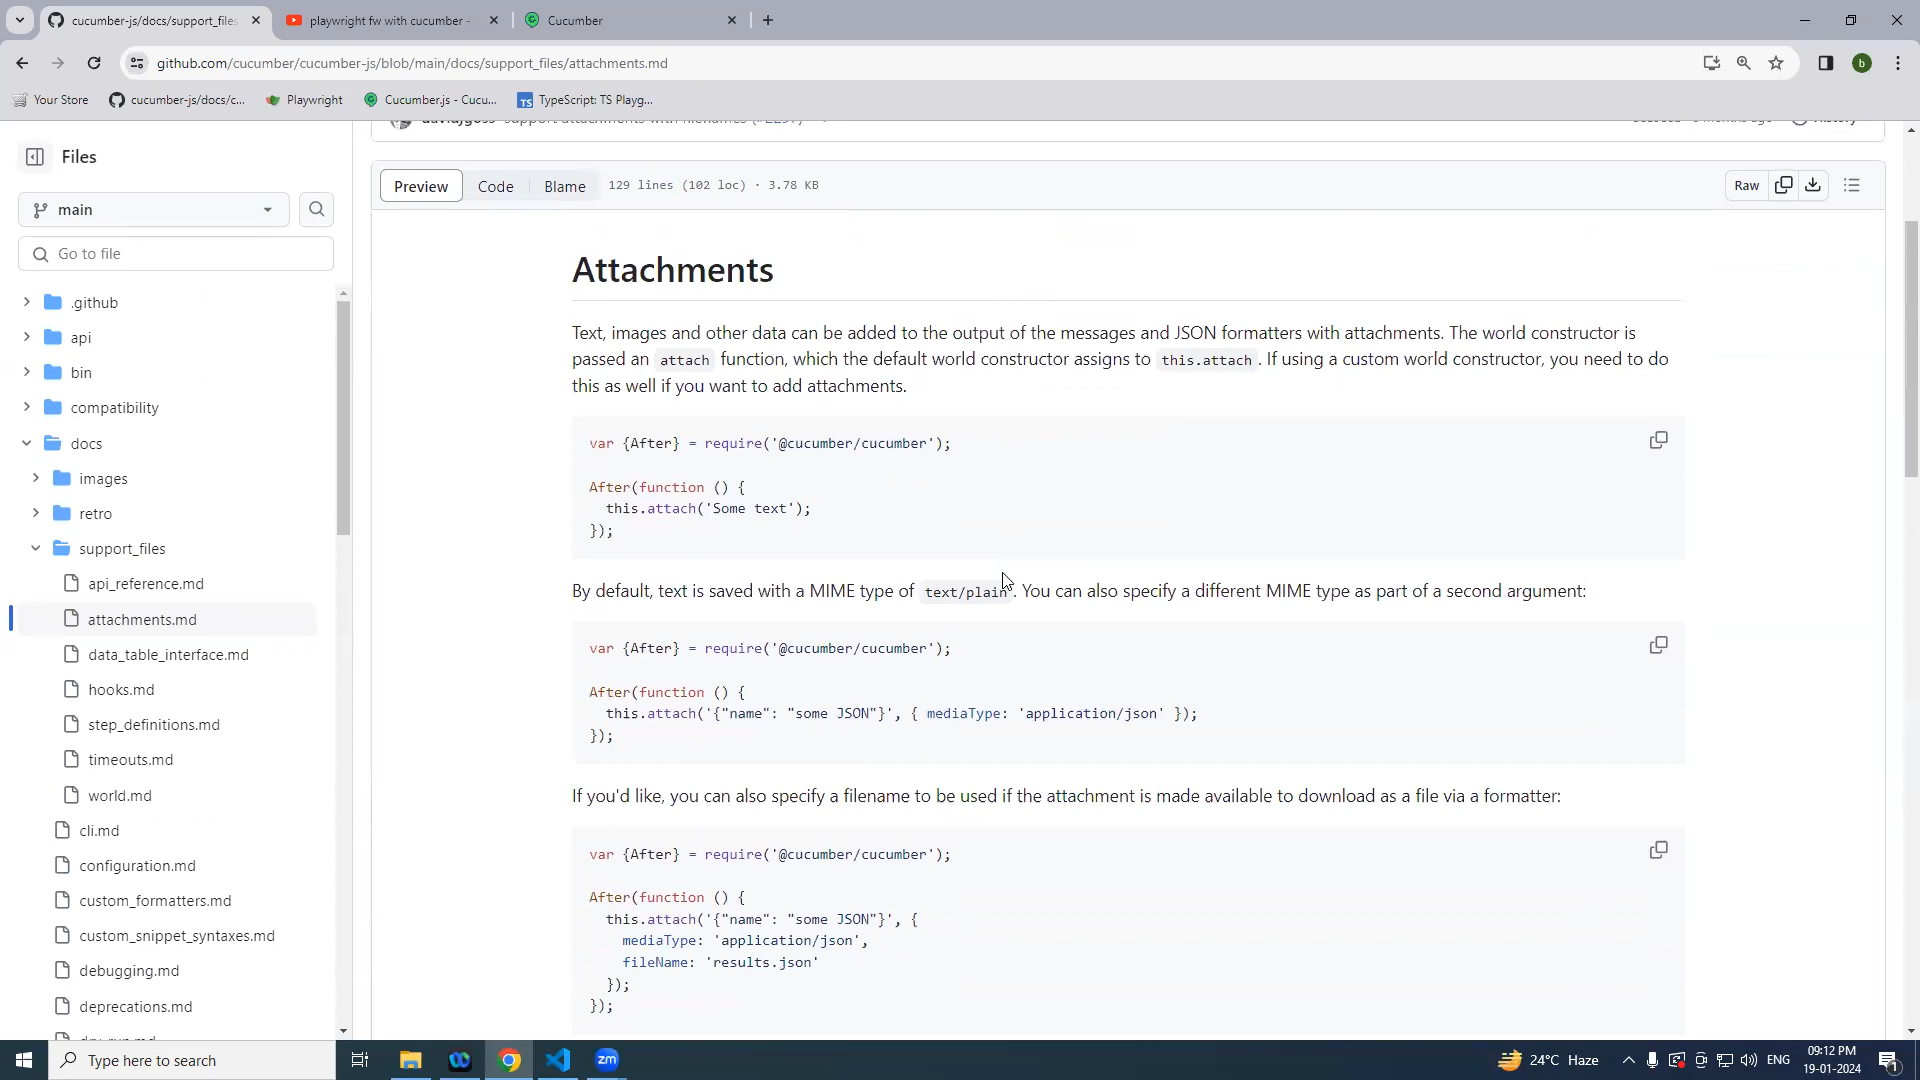 cucumber-js/docs/support_files
playwright fw with cucumber -
Cucumber
github.com/cucumber/cucumber-js/blob/main/docs/support_files/attachments.md
b
Your Store
cucumber-js/docs/c...
Playwright
Cucumber.js - Cucu...
TS
TypeScript: TS Playg...
Files
main
Go to file
.github
api
bin
compatibility
docs
images
retro
support_files
api_reference.md
attachments.md
data_table_interface.md
hooks.md
step_definitions.md
timeouts.md
world.md
cli.md
configuration.md
custom_formatters.md
custom_snippet_syntaxes.md
debugging.md
deprecations.md
Preview
Code
Blame
129 lines (102 loc) · 3.78 KB
Raw
Attachments
Text, images and other data can be added to the output of the messages and JSON formatters with attachments. The world constructor is
passed an attach function, which the default world constructor assigns to this.attach. If using a custom world constructor, you need to do
this as well if you want to add attachments.
var {After} = require('@cucumber/cucumber');
After(function () {
this.attach('Some text');
});
By default, text is saved with a MIME type of text/plain. You can also specify a different MIME type as part of a second argument:
var {After} = require('@cucumber/cucumber');
After(function () {
this.attach('{"name": "some JSON"}', { mediaType: 'application/json' });
});
If you'd like, you can also specify a filename to be used if the attachment is made available to download as a file via a formatter:
var {After} = require('@cucumber/cucumber');
After(function () {
this.attach('{"name": "some JSON"}', {
mediaType: 'application/json',
fileName: 'results.json'
});
});
Type here to search
zm
24°C Haze
ENG
09:12 PM
19-01-2024
1